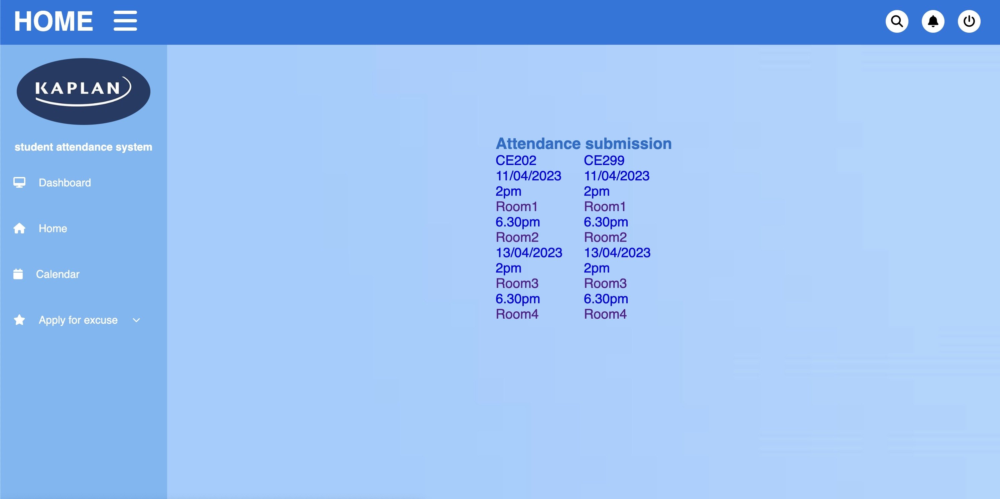 HOME
KAPLAN
student attendance system
Dashboard
Home
Calendar
Apply for excuse
Attendance submission
CE202 CE299
11/04/2023 11/04/2023
2pm 2pm
Room1 Room1
6.30pm 6.30pm
Room2 Room2
13/04/2023 13/04/2023
2pm 2pm
Room3 Room3
6.30pm 6.30pm
Room4 Room4